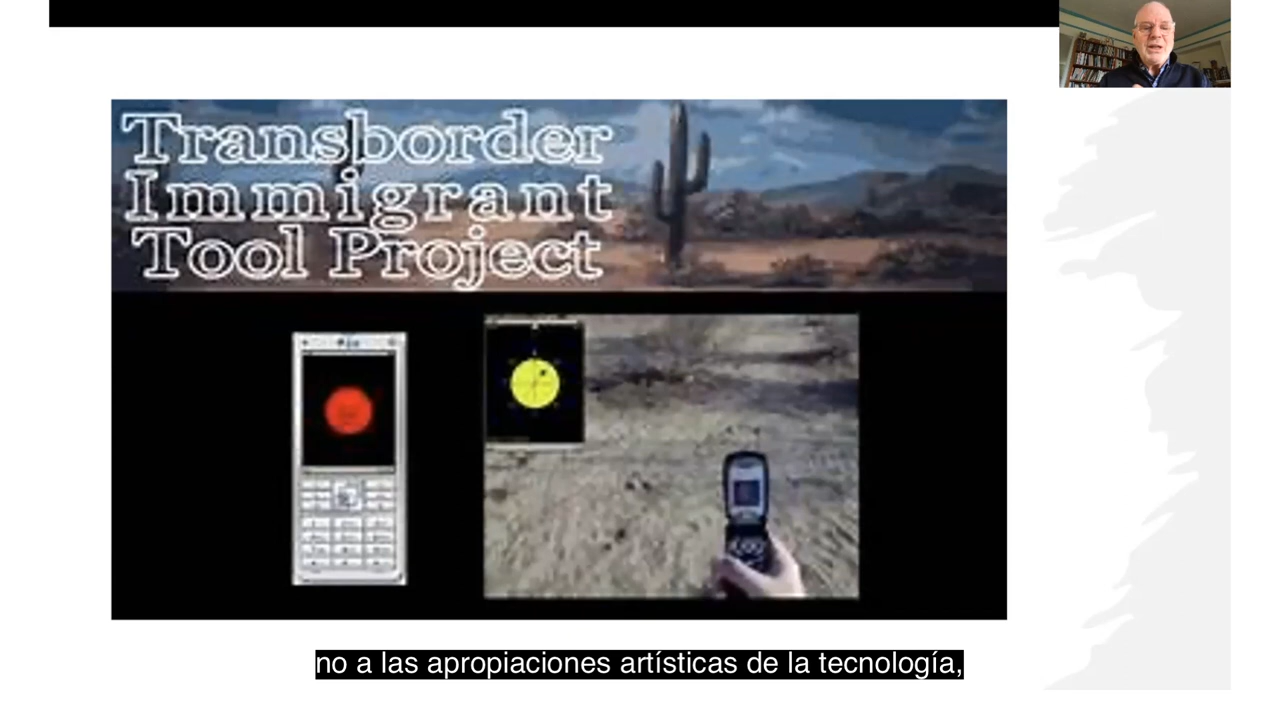 Transborder
Immigrant
Tool Project
no a las apropiaciones artísticas de la tecnología,